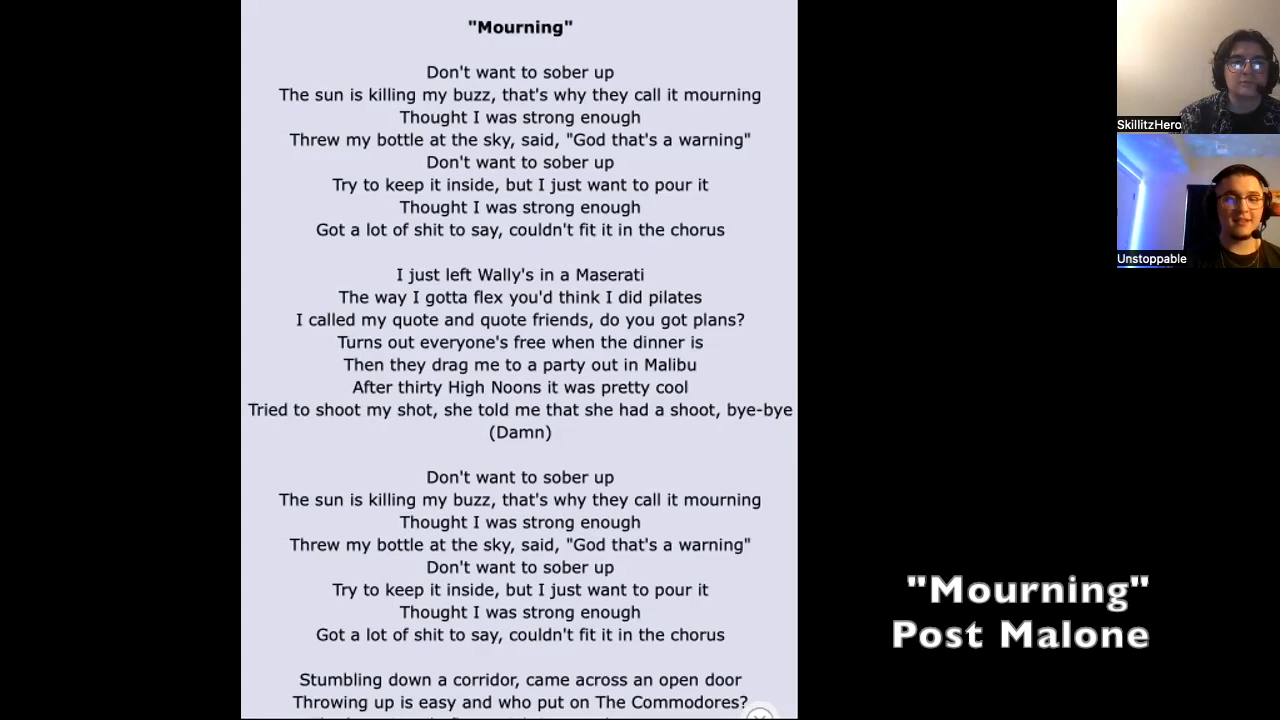 "Mourning"
Don't want to sober up
The sun is killing my buzz, that's why they call it mourning
Thought I was strong enough
Threw my bottle at the sky, said, "God that's a warning"
Don't want to sober up
Try to keep it inside, but I just want to pour it
Thought I was strong enough
Got a lot of shit to say, couldn't fit it in the chorus
I just left Wally's in a Maserati
The way I gotta flex you'd think I did pilates
I called my quote and quote friends, do you got plans?
Turns out everyone's free when the dinner is
Then they drag me to a party out in Malibu
After thirty High Noons it was pretty cool
Tried to shoot my shot, she told me that she had a shoot, bye-bye
(Damn)
Don't want to sober up
The sun is killing my buzz, that's why they call it mourning
Thought I was strong enough
Threw my bottle at the sky, said, "God that's a warning"
Don't want to sober up
Try to keep it inside, but I just want to pour it
Thought I was strong enough
Got a lot of shit to say, couldn't fit it in the chorus
Stumbling down a corridor, came across an open door
Throwing up is easy and who put on The Commodores?
SkillitzHero
Unstoppable
"Mourning"
Post Malone